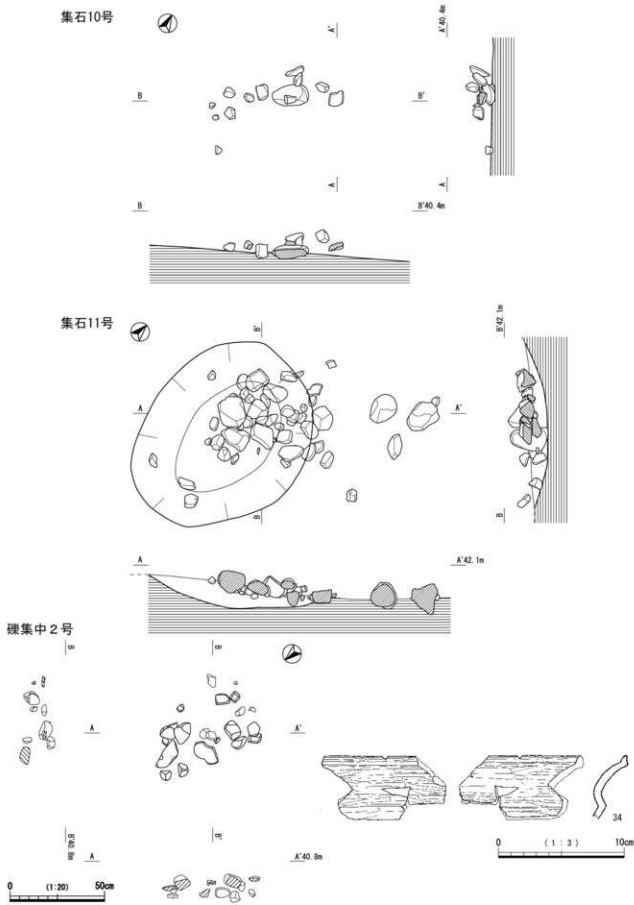 集石10号
A'
A'40.4m
B
B'
A
A
B
B'40.4m
集石11号
B'
B'42.1m
A
A'
B
B
A
A'42.1m
礫集中2号
B
B
A
A'
B'40.8m
B'
A
A'40.8m
34
0 (1:20) 50cm
0 (1:3) 10cm